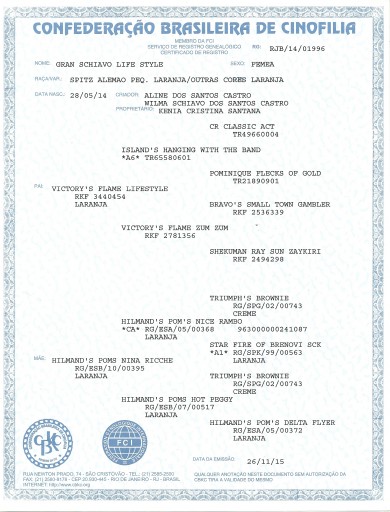 CONFEDERAÇÃO BRASILEIRA DE CINOFILIA
MEMBRO DA FCI
SERVIÇO DE REGISTRO GENEALÓGICO
CERTIFICADO DE REGISTRO
RG: RJB/14/01996
NOME: GRAN SCHIAVO LIFE STYLE SEXO: FEMEA
RAÇA/VAR.: SPITZ ALEMAO PEQ. LARANJA/OUTRAS CORES LARANJA
DATA NASC.: 28/05/14 CRIADOR: ALINE DOS SANTOS CASTRO
WILMA SCHIAVO DOS SANTOS CASTRO
PROPRIETÁRIO: KENIA CRISTINA SANTANA
CR CLASSIC ACT
TR49660004
ISLAND'S HANGING WITH THE BAND
*A6* TR65580601
POMINIQUE FLECKS OF GOLD
TR21890901
PAI: VICTORY'S FLAME LIFESTYLE
RKF 3440454
LARANJA
BRAVO'S SMALL TOWN GAMBLER
RKF 2536339
VICTORY'S FLAME ZUM ZUM
RKF 2781356
SHEKUMAN RAY SUN ZAYKIRI
RKF 2494298
TRIUMPH'S BROWNIE
RG/SPG/02/00743
CREME
HILMAND'S POM'S NICE RAMBO
*CA* RG/ESA/05/00368 963000000241087
LARANJA
STAR FIRE OF BRENOVI SCK
*A1* RG/SPK/99/00563
LARANJA
MÃE: HILMAND'S POMS NINA RICCHE
RG/ESB/10/00395
LARANJA
TRIUMPH'S BROWNIE
RG/SPG/02/00743
CREME
HILMAND'S POMS HOT PEGGY
RG/ESB/07/00517
LARANJA
HILMAND'S POM'S DELTA FLYER
RG/ESA/05/00372
LARANJA
CBKC
FCI
DATA DA EMISSÃO 26/11/15
RUA NEWTON PRADO, 74 - SÃO CRISTÓVÃO - TEL.: (21)
CEP 20.930-445 - RIO DE JANEIRO - RJ - BRASIL
INTERNET: http://www.cbkc.org
QUALQUER ANOTAÇÃO NESTE DOCUMENTO SEM AUTORIZAÇÃO DA
CBKC TIRA A VALIDADE DO MESMO